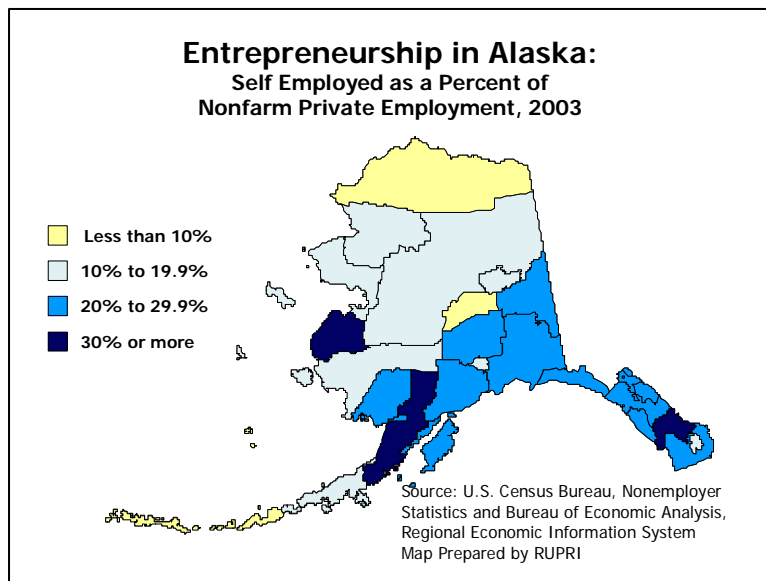 Entrepreneurship in Alaska:
Self Employed as a Percent of
Nonfarm Private Employment, 2003
Less than 10%
10% to 19.9%
20% to 29.9%
30% or more
Source: U.S. Census Bureau, Nonemployer
Statistics and Bureau of Economic Analysis,
Regional Economic Information System
Map Prepared by RUPRI